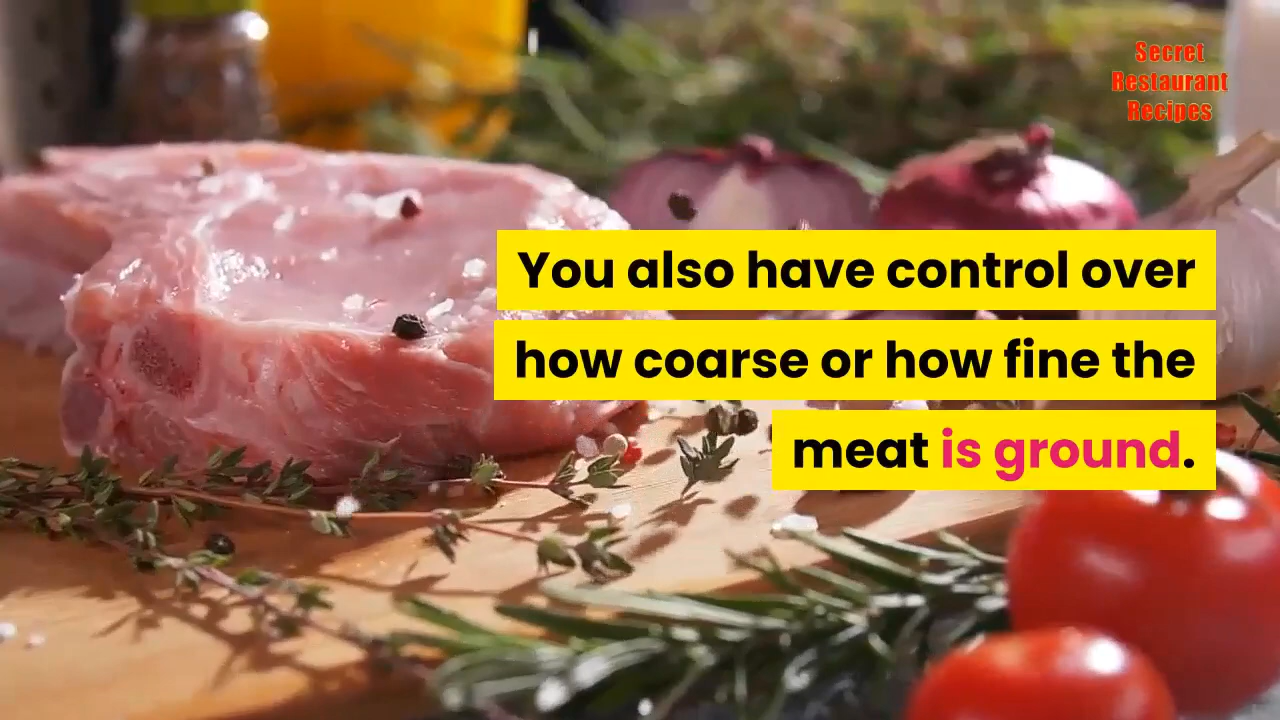 Secret
Restaurant
Recipes
You also have control over
how coarse or how fine the
meat is ground.